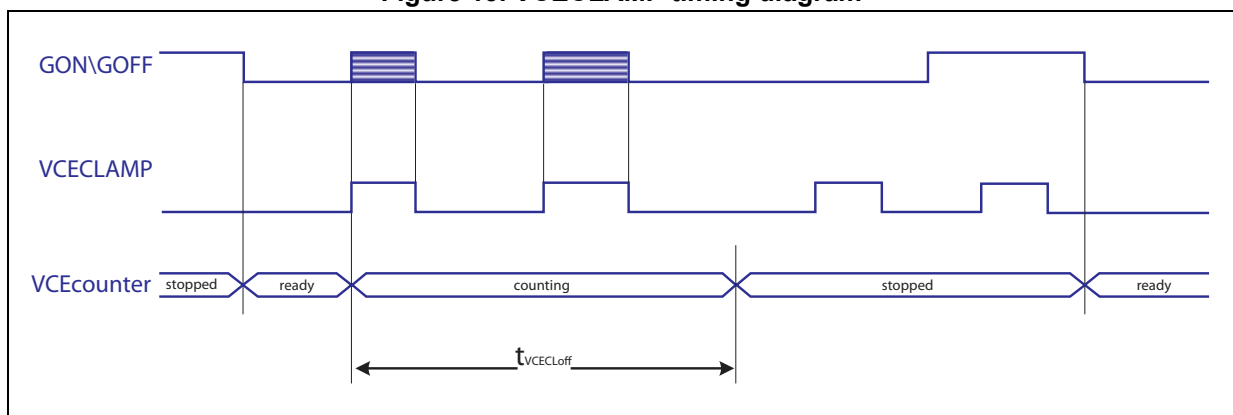 GON\GOFF
VCECLAMP
VCEcounter
stopped
ready
counting
stopped
ready
tVCECLoff